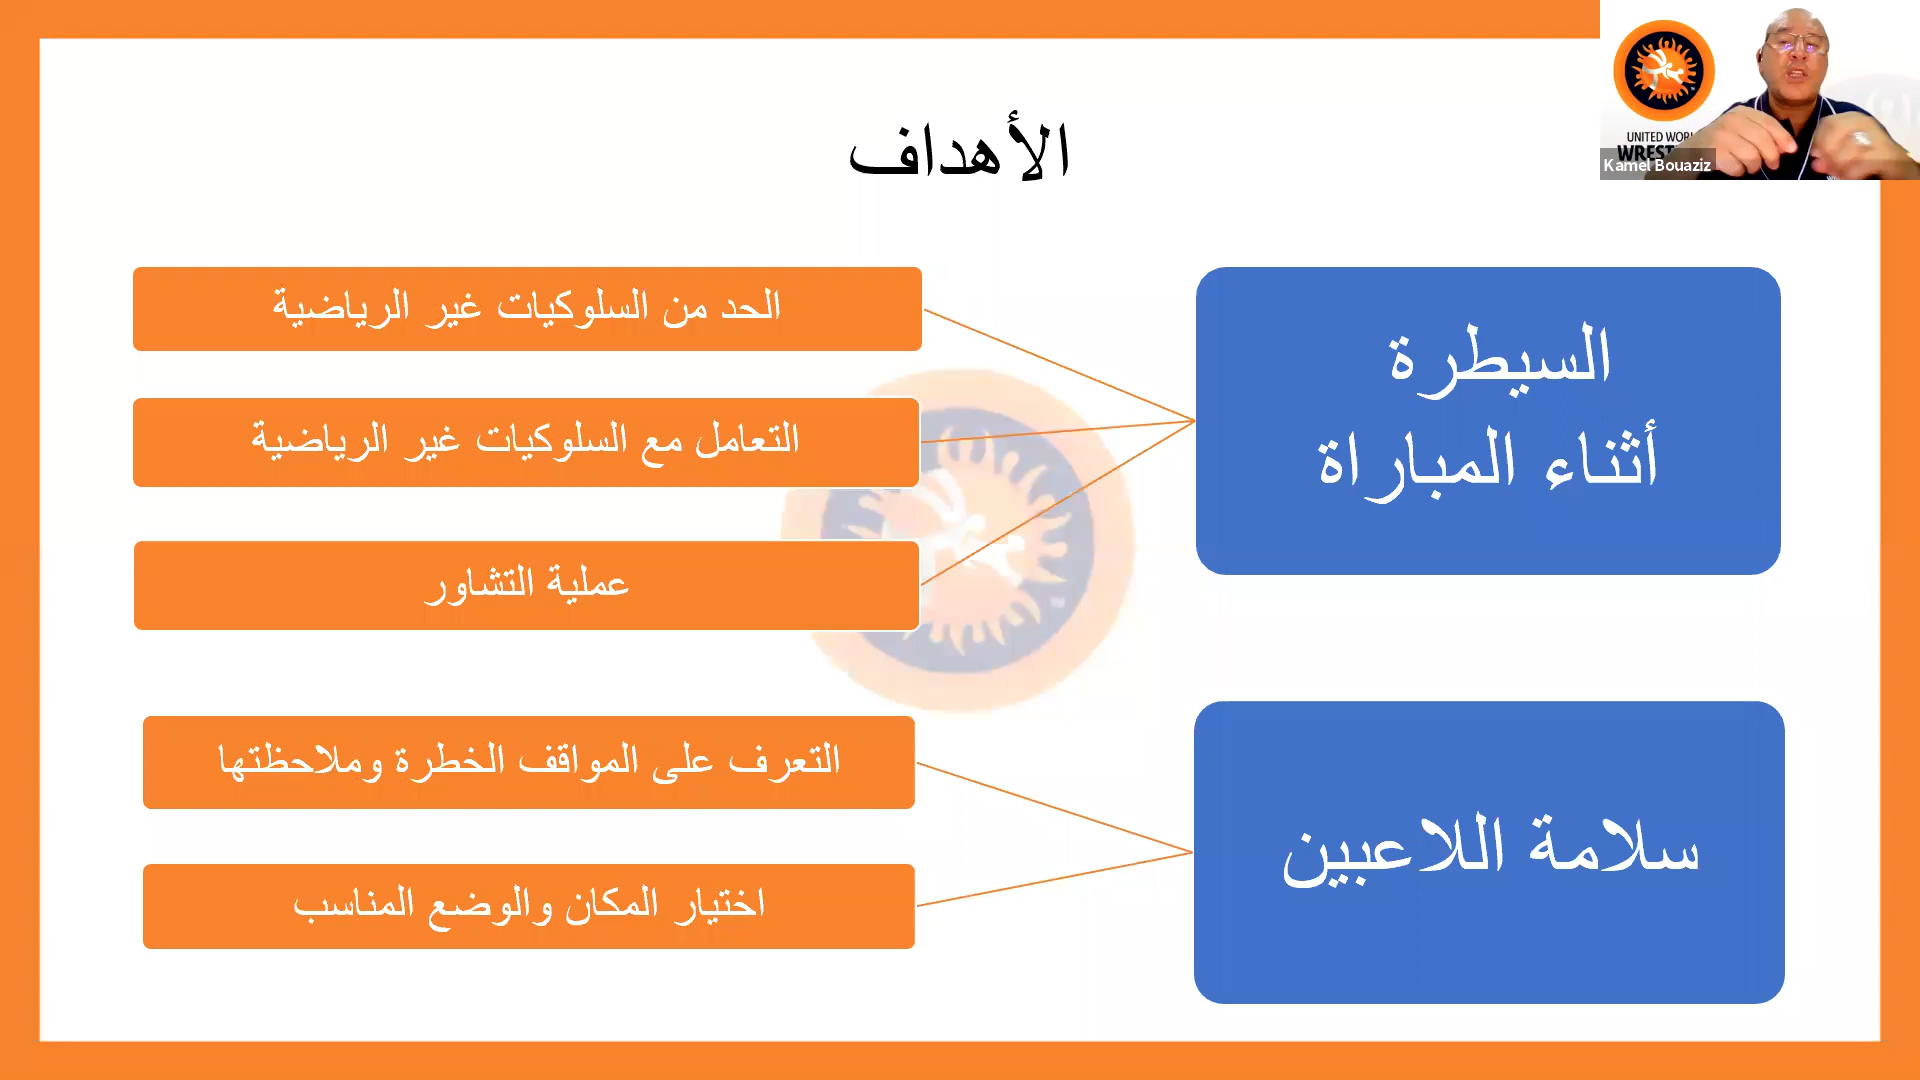 الأهداف
السيطرة
أثناء المباراة
الحد من السلوكيات غير الرياضية
التعامل مع السلوكيات غير الرياضية
عملية التشاور
سلامة اللاعبين
التعرف على المواقف الخطرة وملاحظتها
اختيار المكان والوضع المناسب
UNITED WORL
WREST
Kamel Bouaziz